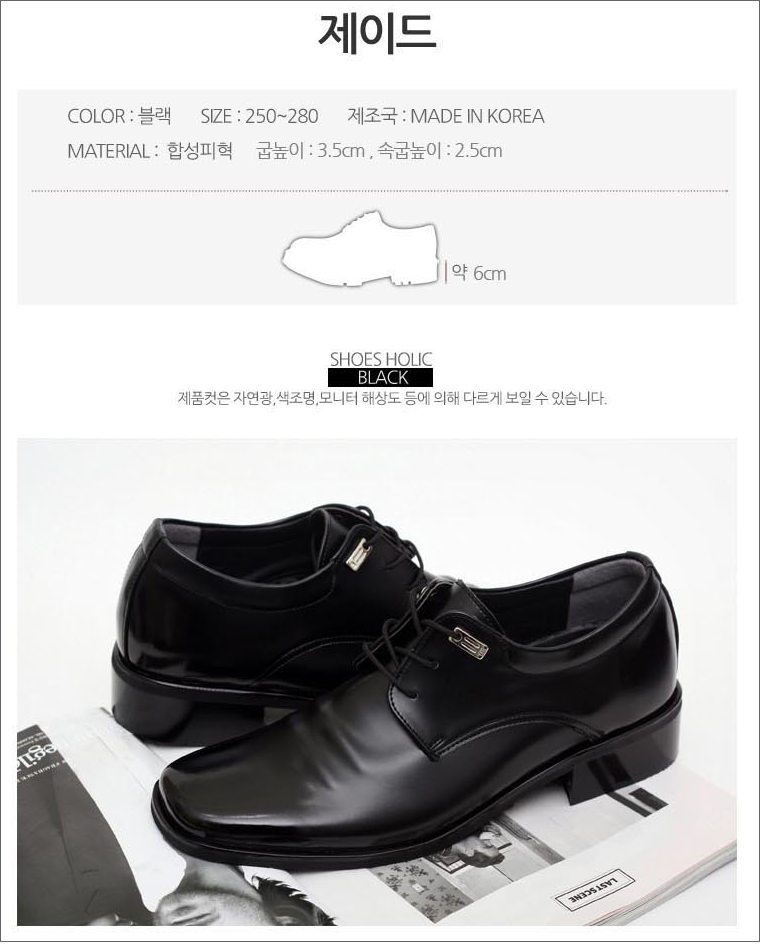 제이드
COLOR : 블랙 SIZE : 250~280 제조국 : MADE IN KOREA
MATERIAL : 합성피혁 굽높이 : 3.5cm , 속굽높이 : 2.5cm
약 6cm
SHOES HOLIC
BLACK
제품컷은 자연광,색조명,모니터 해상도 등에 의해 다르게 보일 수 있습니다.
LAST SCENE